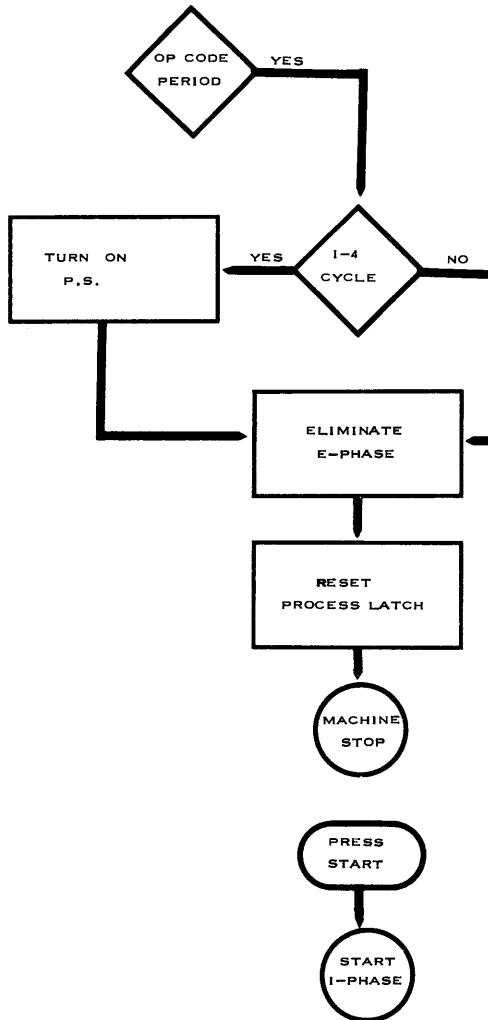 OP CODE
PERIOD
YES
I-4
CYCLE
YES
NO
TURN ON
P.S.
ELIMINATE
E-PHASE
RESET
PROCESS LATCH
MACHINE
STOP
PRESS
START
START
I-PHASE